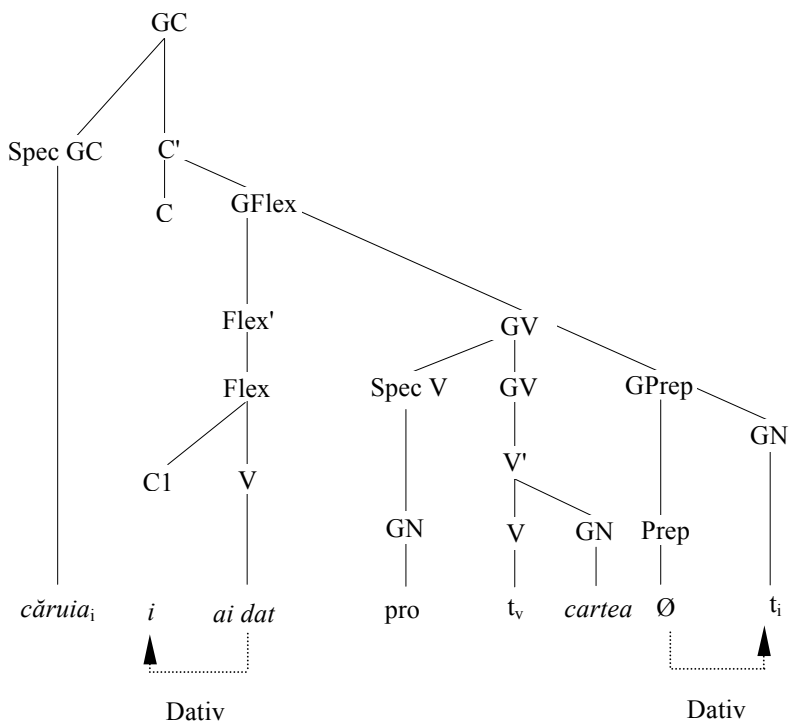 GC
Spec GC C'
C GFlex
Flex' GV
Flex Spec V GV GPrep
C1 V V' GN
GN V GN Prep
căruiai i ai dat pro tv cartea Ø ti
Dativ Dativ